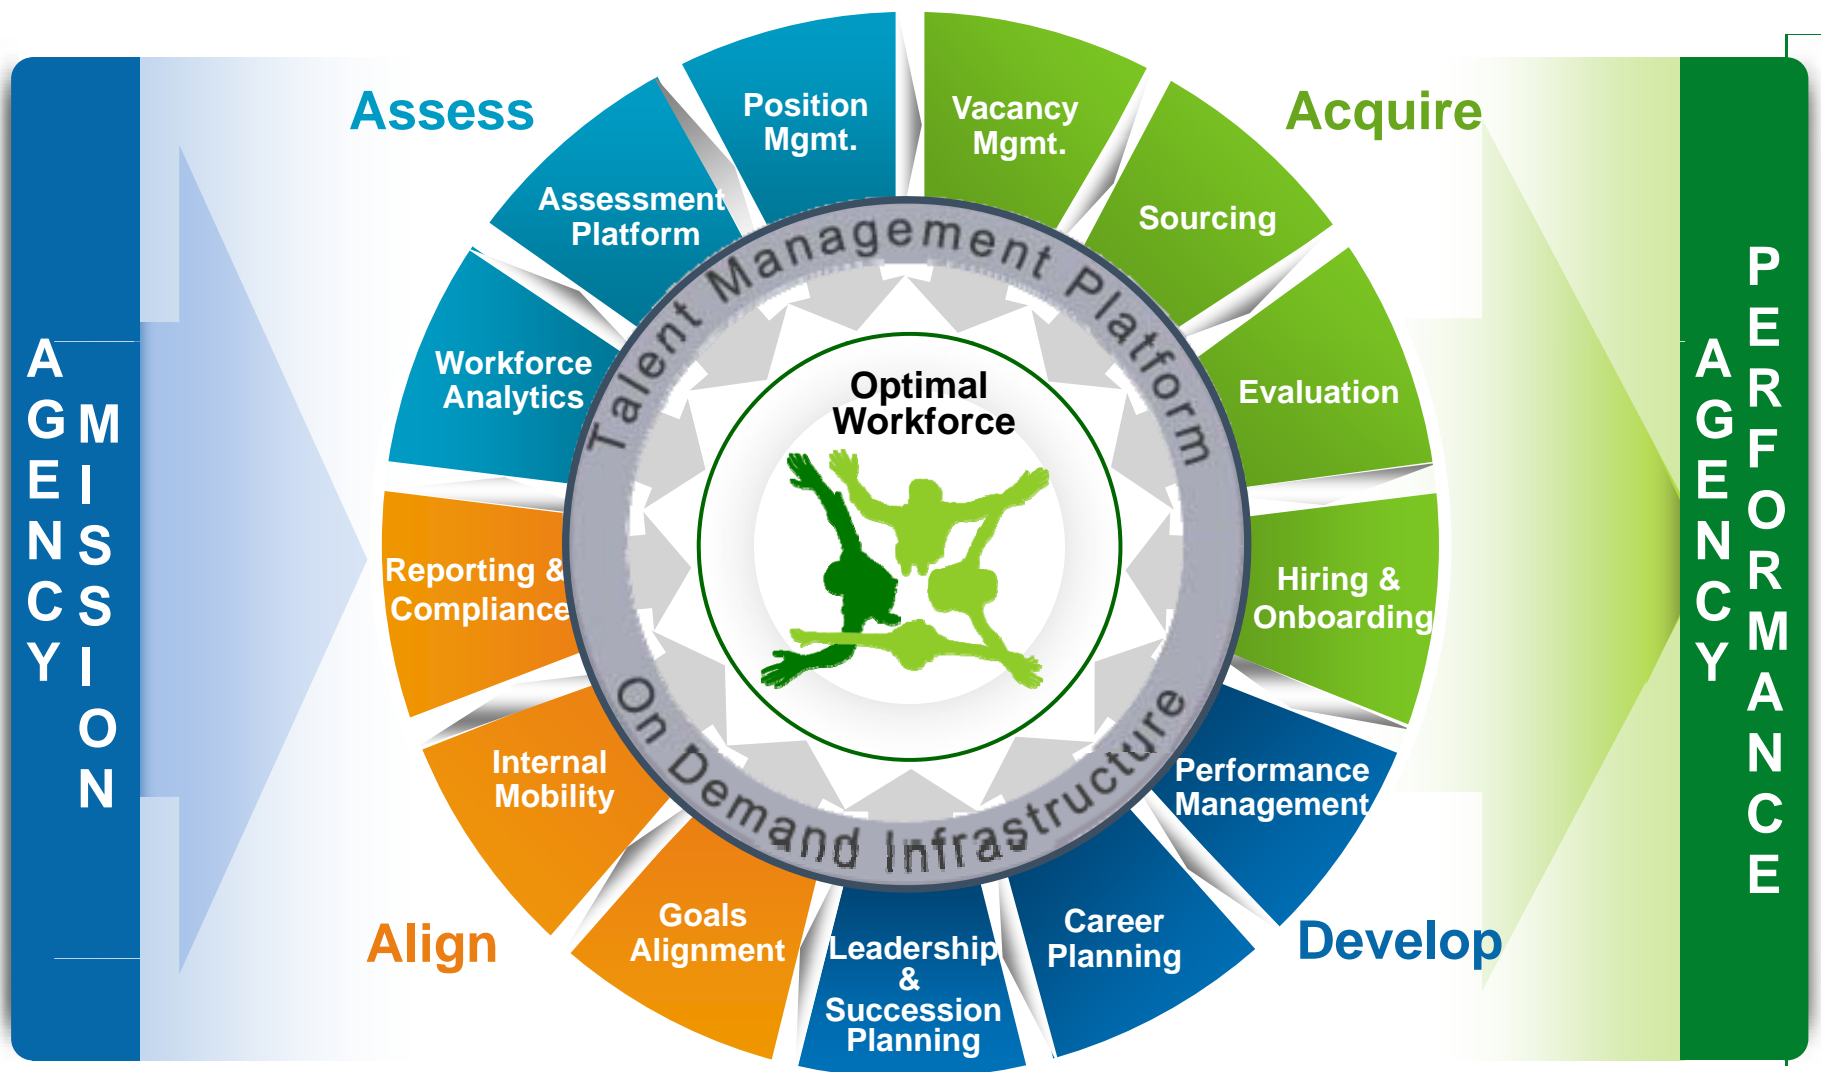 AGENCY
MISSION
Assess
Position
Mgmt.
Assessment
Platform
Workforce
Analytics
Acquire
Vacancy
Mgmt.
Sourcing
Evaluation
Hiring &
Onboarding
Talent Management Platform
Optimal
Workforce
On Demand Infrastructure
Reporting &
Compliance
Internal
Mobility
Goals
Alignment
Align
Leadership
&
Succession
Planning
Career
Planning
Performance
Management
Develop
AGENCY
PERFORMANCE